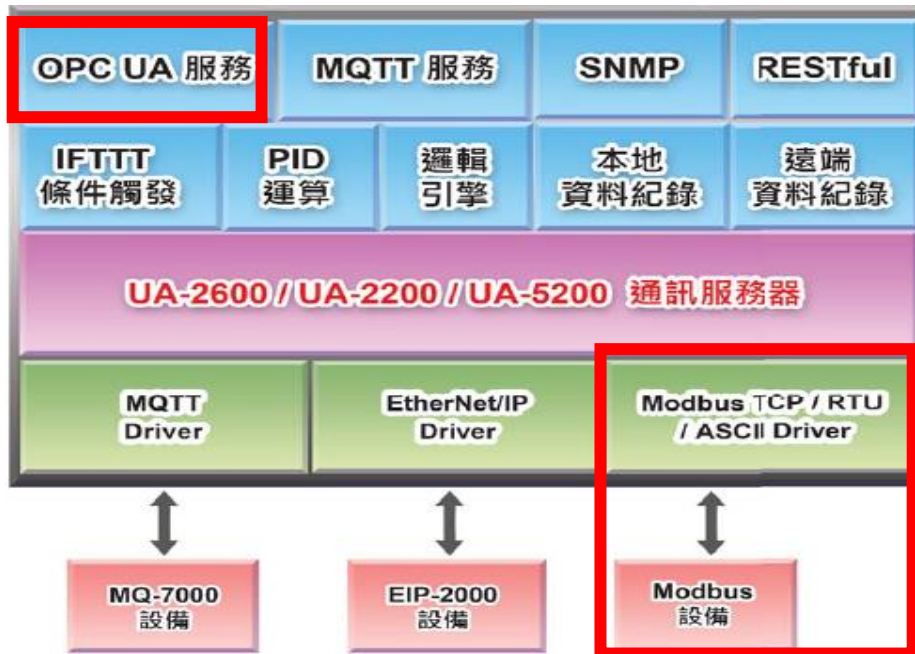 OPC UA 服務
MQTT 服務
SNMP
RESTful
IFTTT
條件觸發
PID
運算
邏輯
引擎
本地
資料紀錄
遠端
資料紀錄
UA-2600 / UA-2200 / UA-5200 通訊服務器
MQTT
Driver
EtherNet/IP
Driver
Modbus TCP / RTU
/ ASCII Driver
MQ-7000
設備
EIP-2000
設備
Modbus
設備